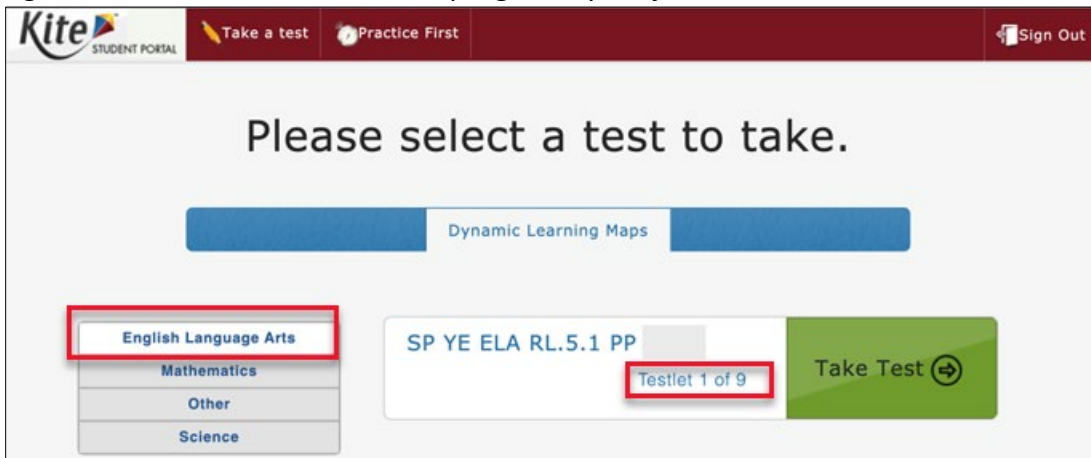 Kite STUDENT PORTAL Take a test Practice First Sign Out
Please select a test to take.
Dynamic Learning Maps
English Language Arts
Mathematics
Other
Science
SP YE ELA RL.5.1 PP
Testlet 1 of 9
Take Test